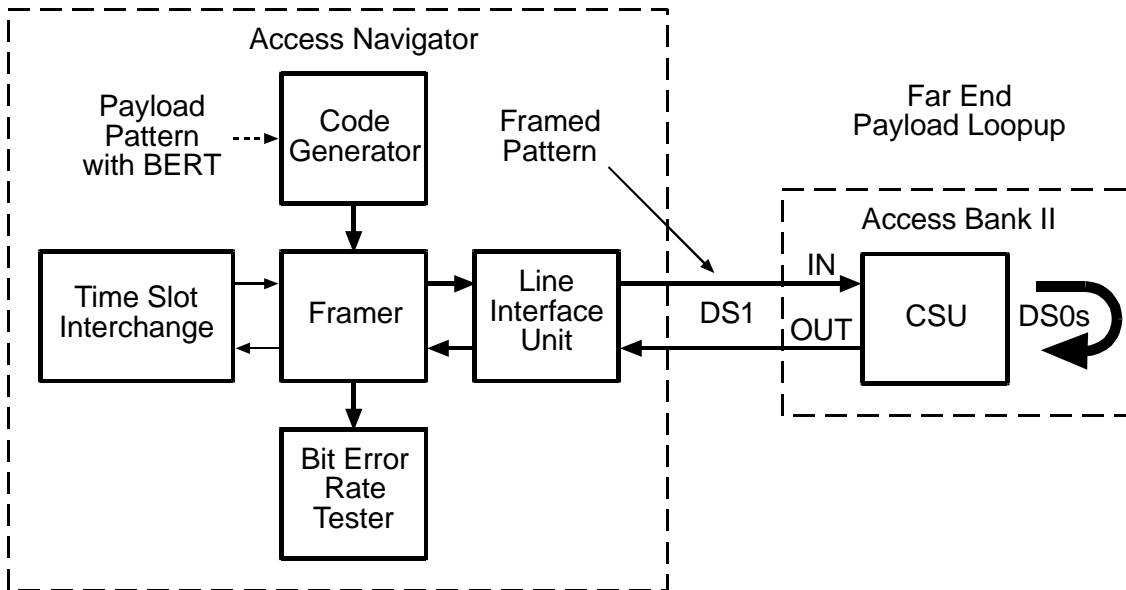 Access Navigator
Payload
Pattern
with BERT
Code
Generator
Framed
Pattern
Far End
Payload Loopup
Access Bank II
Time Slot
Interchange
Framer
Line
Interface
Unit
IN
DS1
OUT
CSU
DS0s
Bit Error
Rate
Tester